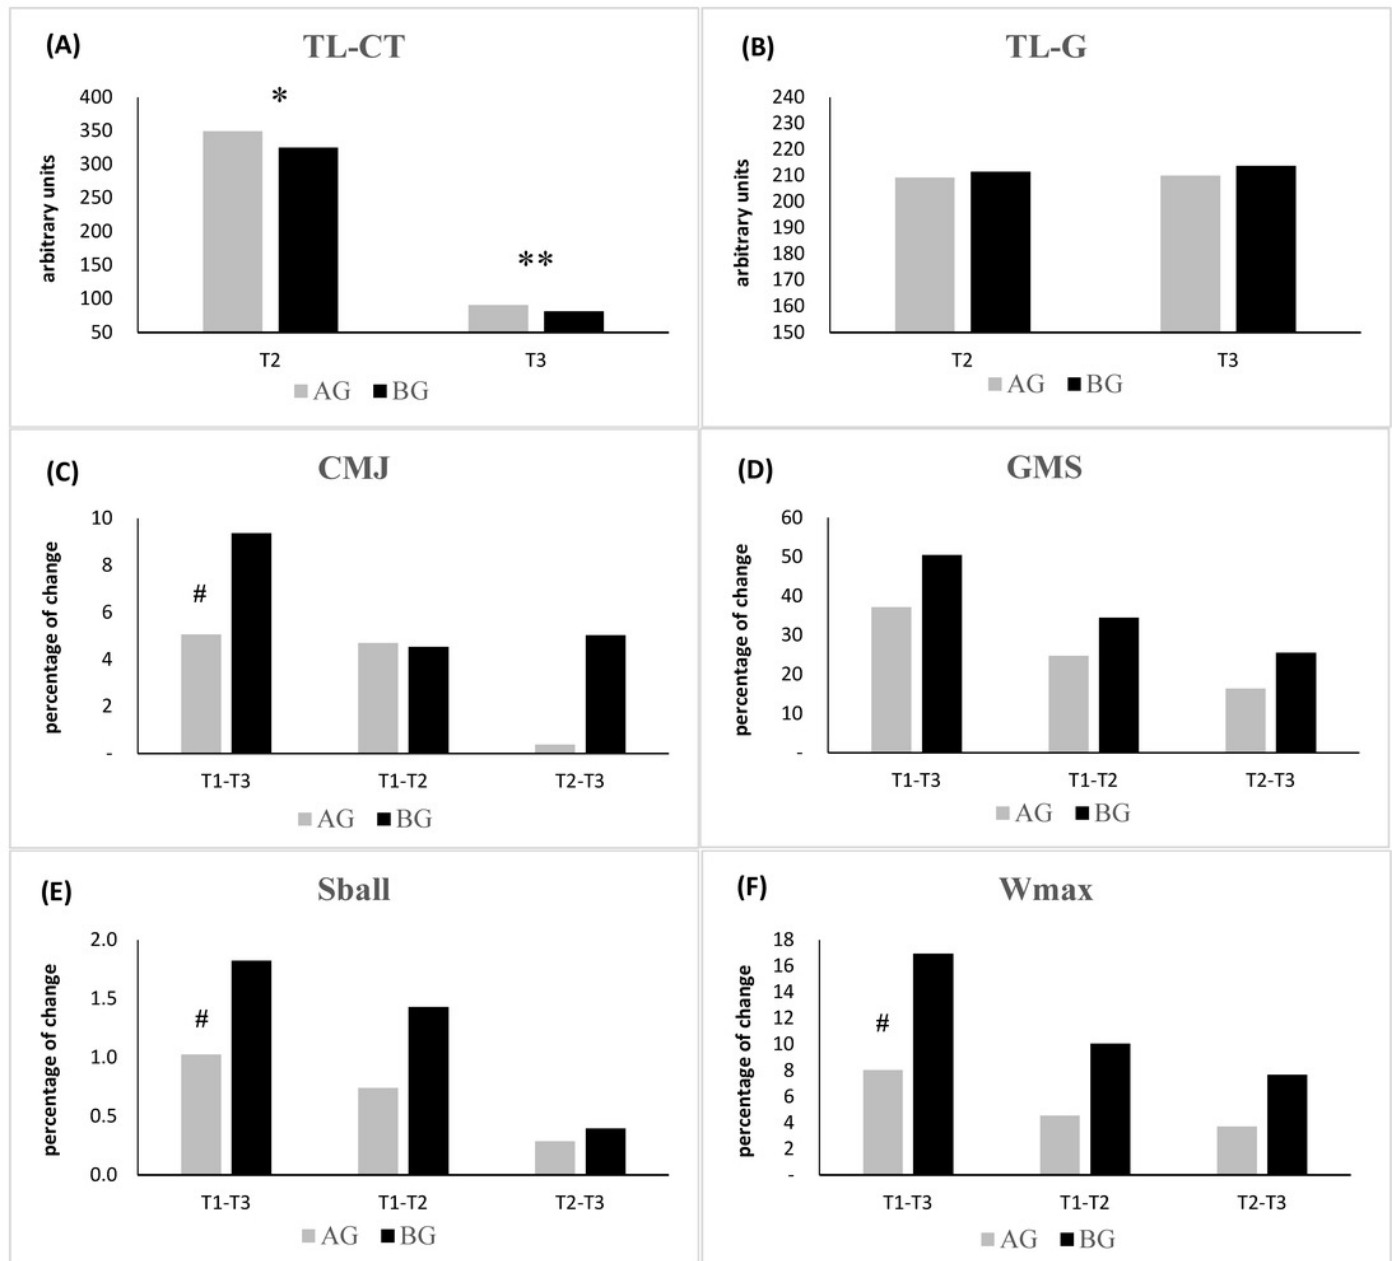 (A) TL-CT
arbitrary units
400
350
300
250
200
150
100
50
*
**
T2 T3
AG BG
(B) TL-G
arbitrary units
240
230
220
210
200
190
180
170
160
150
T2 T3
AG BG
(C) CMJ
percentage of change
10
8
6
4
2
-
#
T1-T3 T1-T2 T2-T3
AG BG
(D) GMS
percentage of change
60
50
40
30
20
10
-
T1-T3 T1-T2 T2-T3
AG BG
(E) Sball
percentage of change
2.0
1.5
1.0
0.5
0.0
#
T1-T3 T1-T2 T2-T3
AG BG
(F) Wmax
percentage of change
18
16
14
12
10
8
6
4
2
-
#
T1-T3 T1-T2 T2-T3
AG BG